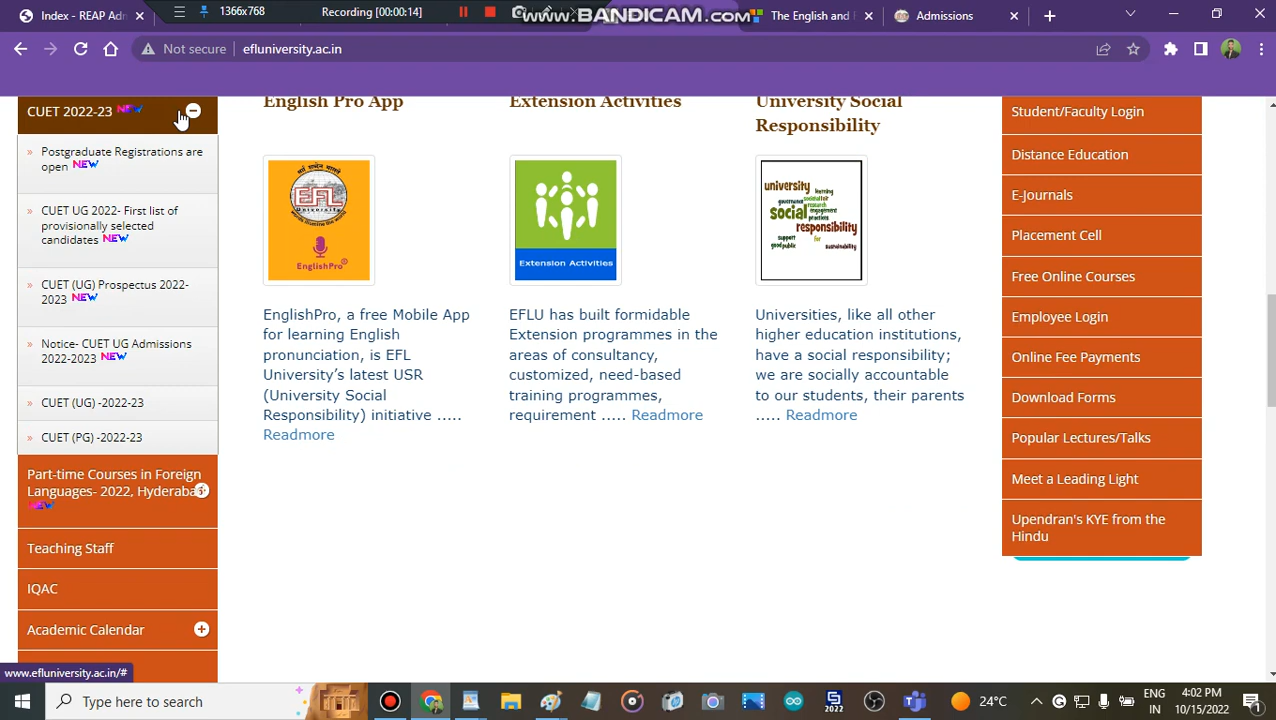 Index - READ Ad
1366x768
Recording [00:00:14]
www.BANDICAM.com
The English and F
Admissions
Not secure
efluniversity.ac.in
CUET 2022-23 NEW
Postgraduate Registrations are
open NEW
CUET UG 2022-First list of
provisionally selected
candidates NEW
CUET (UG) Prospectus 2022-
2023 NEW
Notice- CUET UG Admissions
2022-2023 NEW
CUET (UG) -2022-23
CUET (PG) -2022-23
Part-time Courses in Foreign
Languages- 2022, Hyderaba
NEW
Teaching Staff
IQAC
Academic Calendar
www.efluniversity.ac.in/#
English Pro App
EFL
University
EnglishPro
EnglishPro, a free Mobile App
for learning English
pronunciation, is EFL
University's latest USR
(University Social
Responsibility) initiative .....
Readmore
Extension Activities
Extension Activities
EFLU has built formidable
Extension programmes in the
areas of consultancy,
customized, need-based
training programmes,
requirement ..... Readmore
University Social
Responsibility
university
social
responsibility
Universities, like all other
higher education institutions,
have a social responsibility;
we are socially accountable
to our students, their parents
..... Readmore
Student/Faculty Login
Distance Education
E-Journals
Placement Cell
Free Online Courses
Employee Login
Online Fee Payments
Download Forms
Popular Lectures/Talks
Meet a Leading Light
Upendran's KYE from the
Hindu
Type here to search
2022
24°C
ENG
IN
4:02 PM
10/15/2022
1